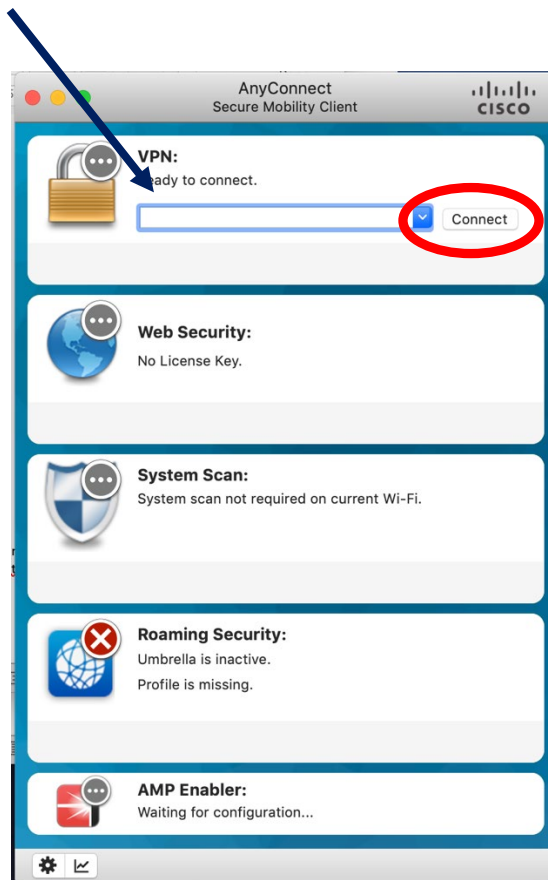 AnyConnect
Secure Mobility Client
CISCO
VPN:
Ready to connect.
Connect
Web Security:
No License Key.
System Scan:
System scan not required on current Wi-Fi.
Roaming Security:
Umbrella is inactive.
Profile is missing.
AMP Enabler:
Waiting for configuration...